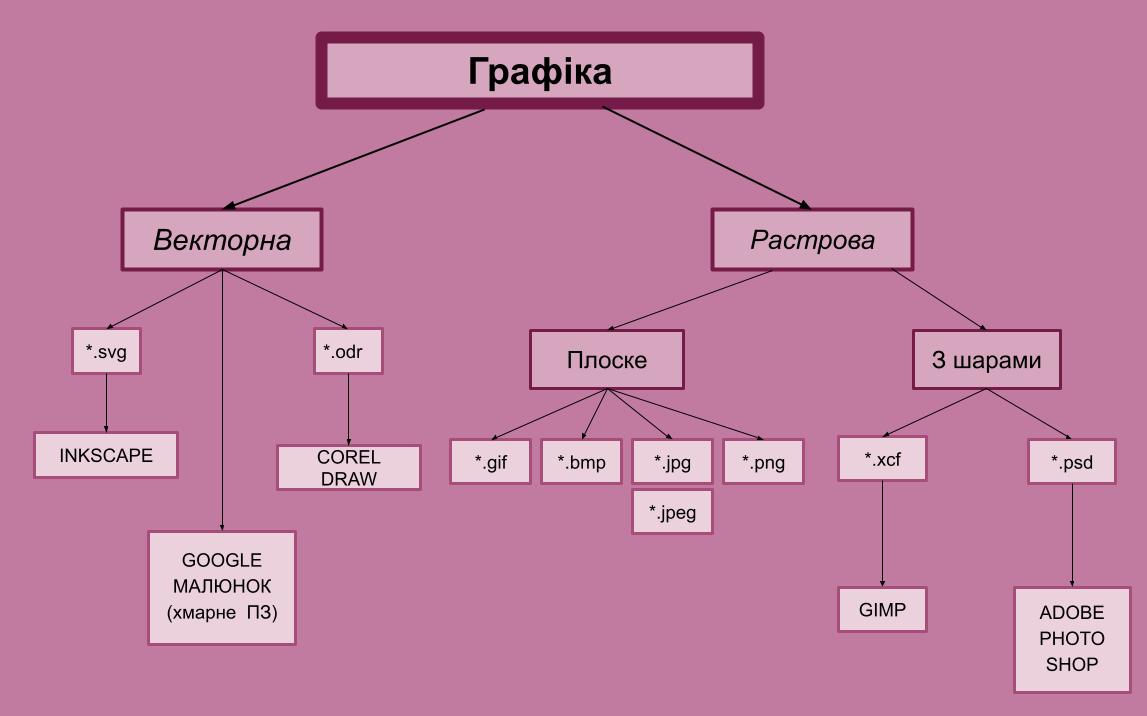 Графіка
Векторна
Растрова
*.svg
*.odr
Плоске
З шарами
INKSCAPE
COREL
DRAW
*.gif
*.bmp
*.jpg
*.png
*.xcf
*.psd
*.jpeg
GOOGLE
МАЛЮНОК
(хмарне ПЗ)
GIMP
ADOBE
PHOTO
SHOP